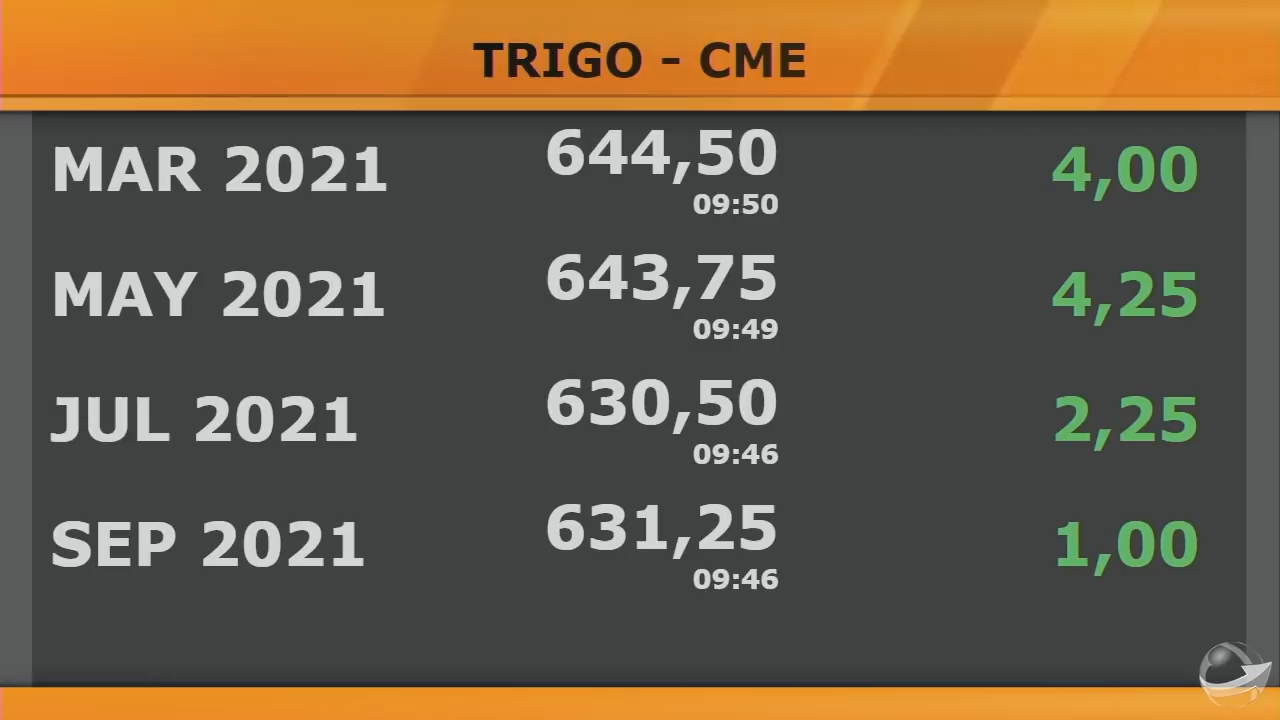 TRIGO - CME
MAR 2021 644,50 4,00
09:50
MAY 2021 643,75 4,25
09:49
JUL 2021 630,50 2,25
09:46
SEP 2021 631,25 1,00
09:46